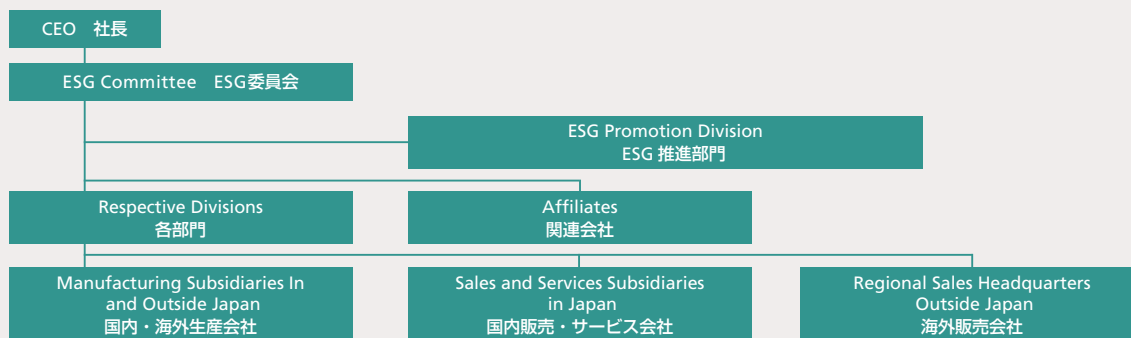 CEO 社長
ESG Committee ESG委員会
ESG Promotion Division
ESG 推進部門
Respective Divisions
各部門
Affiliates
関連会社
Manufacturing Subsidiaries In
and Outside Japan
国内・海外生産会社
Sales and Services Subsidiaries
in Japan
国内販売・サービス会社
Regional Sales Headquarters
Outside Japan
海外販売会社